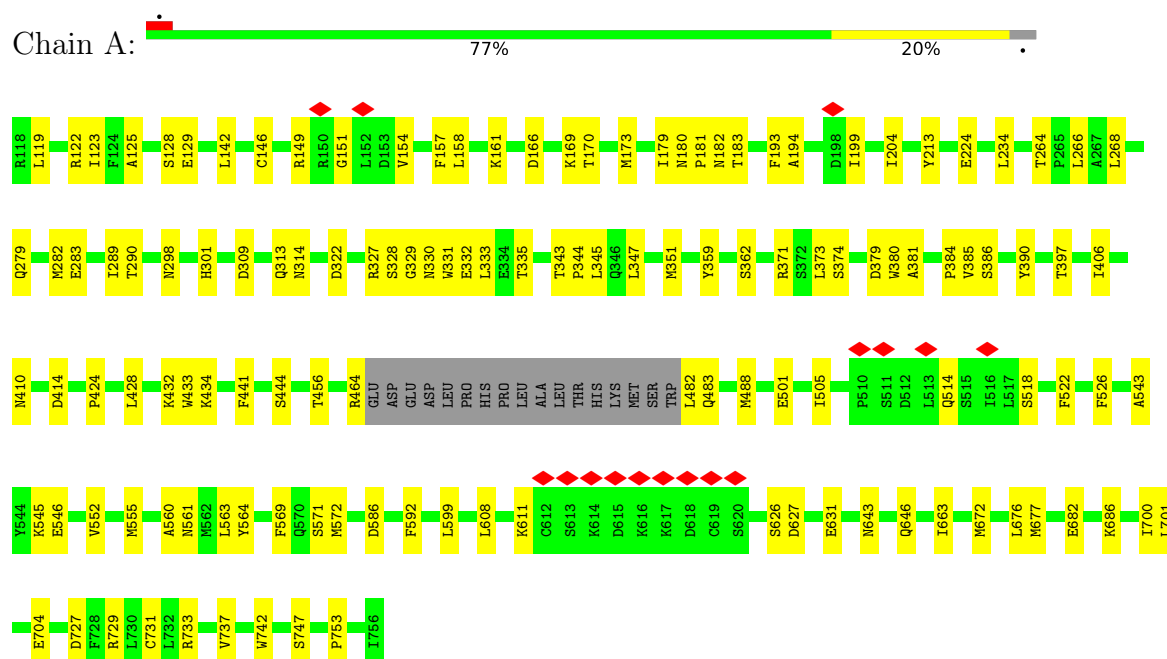 Chain A:
77%
20%
R118 L119 R122 I123 F124 A125 S128 E129 L142 C146 R149 R150 G151 L152 D153 V154 F157 L158 K161 D166 K169 T170 M173 I179 N180 P181 N182 T183 F193 A194 D198 I199 I204 Y213 E224 L234 T264 P265 L266 A267 L268
Q279 M282 E283 I289 T290 N298 H301 D309 Q313 N314 D322 R327 S328 G329 N330 W331 E332 L333 E334 T335 T343 P344 L345 Q346 L347 M351 Y359 S362 R371 S372 L373 S374 D379 W380 A381 P384 V385 S386 Y390 T397 I406
N410 D414 P424 L428 K432 W433 K434 F441 S444 T456 R464 GLU ASP GLU ASP LEU PRO HIS PRO LEU ALA LEU THR HIS LYS MET SER TRP L482 Q483 M488 E501 I505 P510 S511 D512 L513 Q514 S515 I516 L517 S518 F522 F526 A543
Y544 K545 E546 V552 M555 A560 N561 M562 L563 Y564 F569 Q570 S571 M572 D586 F592 L599 L608 K611 C612 S613 K614 D615 K616 K617 D618 C619 S620 S626 D627 E631 N643 Q646 I663 M672 L676 M677 E682 K686 I700 L701
E704 D727 F728 R729 L730 C731 L732 R733 V737 W742 S747 P753 I756